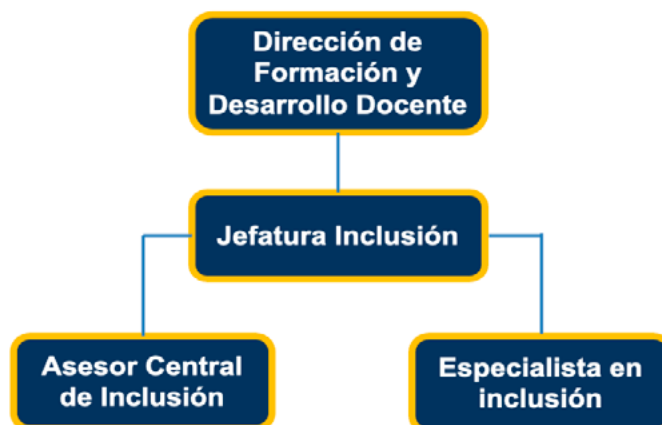 Dirección de
Formación y
Desarrollo Docente
Jefatura Inclusión
Asesor Central
de Inclusión
Especialista en
inclusión